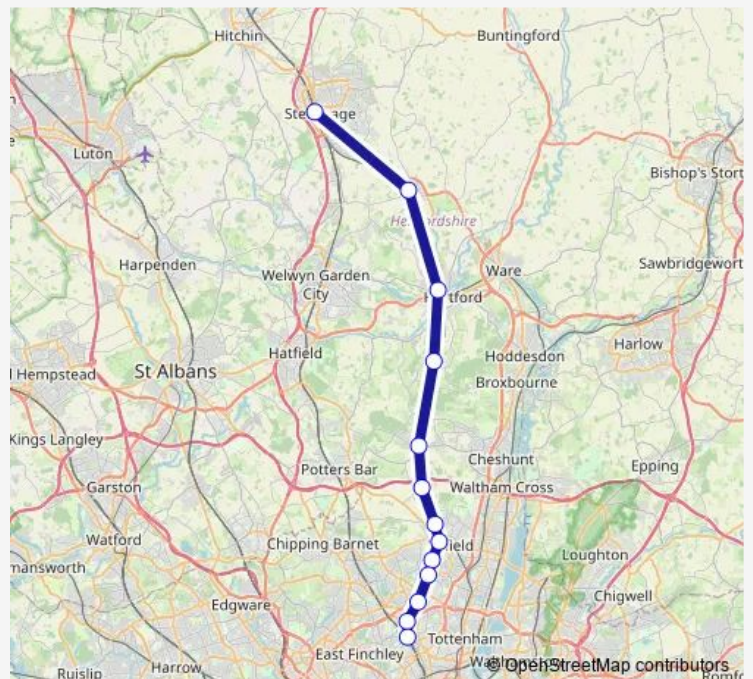 Hitchin
Buntingford
Luton
Bishop's Stort
Harpenden
Sawbridgewort
Welwyn Garden
City
Ware
Hatfield
Harlow
Hoddesdon
St Albans
l Hempstead
Broxbourne
Kings Langley
Potters Bar
Cheshunt
Epping
Garston
Waltham Cross
Watford
Chipping Barnet
field
Loughton
mansworth
Chigwell
Edgware
Tottenham
East Finchley
Harrow
Ruislip
© OpenStreetMap contributors